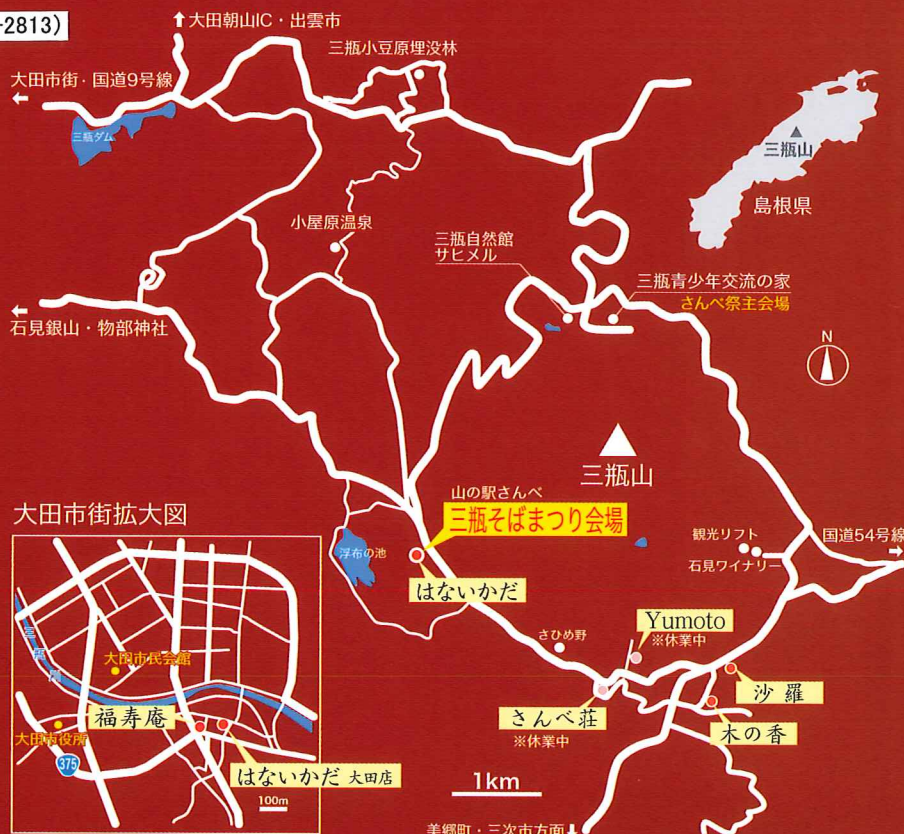 -2813)
↑大田朝山IC・出雲市
三瓶小豆原埋没林
大田市街・国道9号線
←
三瓶ダム
三瓶山
島根県
小屋原温泉
三瓶自然館
サヒメル
三瓶青少年交流の家
さんべ祭主会場
←
石見銀山・物部神社
N
三瓶山
山の駅さんべ
三瓶そばまつり会場
大田市街拡大図
浮布の池
はないかだ
観光リフト
石見ワイナリー
国道54号線
→
Yumoto
※休業中
さひめ野
沙羅
さんべ荘
※休業中
木の香
三瓶川
大田市民会館
福寿庵
大田市役所
375
はないかだ 大田店
100m
1km
美郷町・三次市方面↓